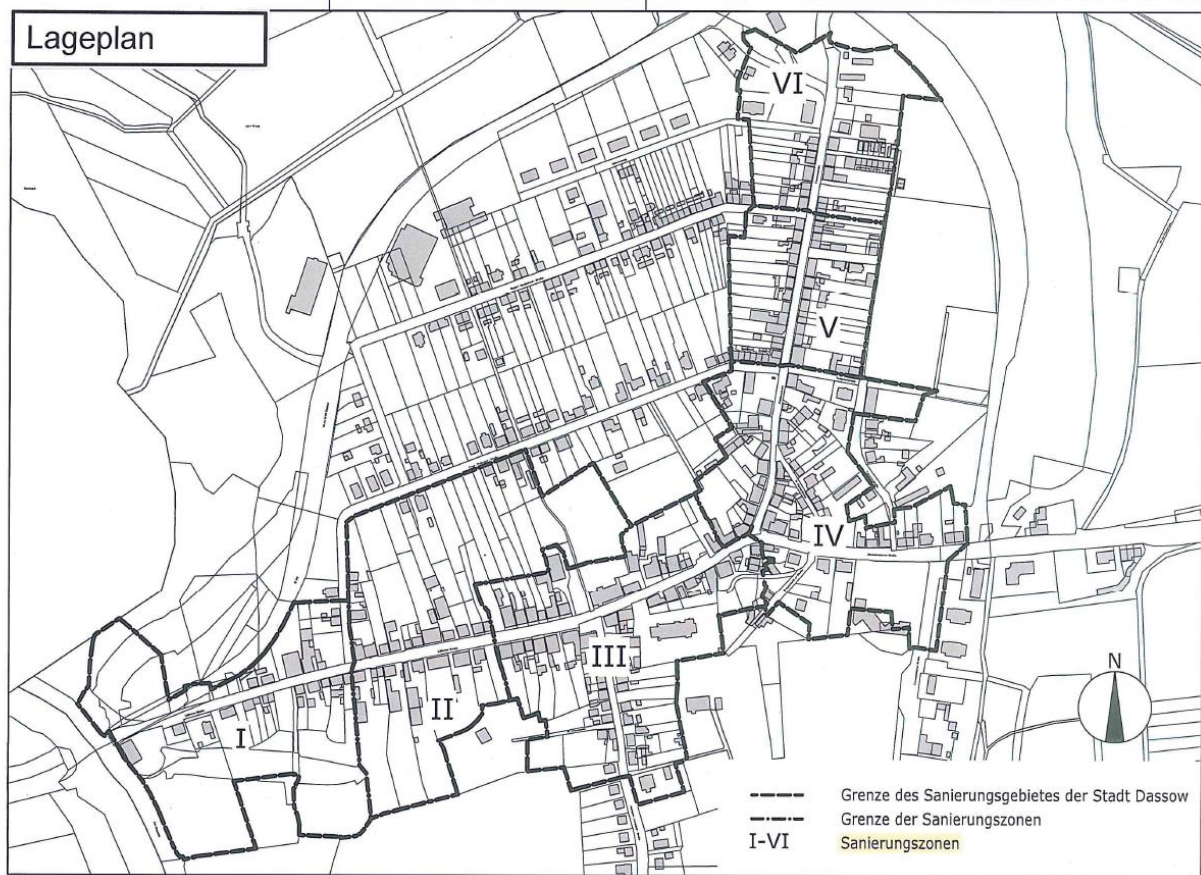 Lageplan
VI
V
IV
III
II
I
N
Grenze des Sanierungsgebietes der Stadt Dassow
Grenze der Sanierungszonen
I-VI Sanierungszonen